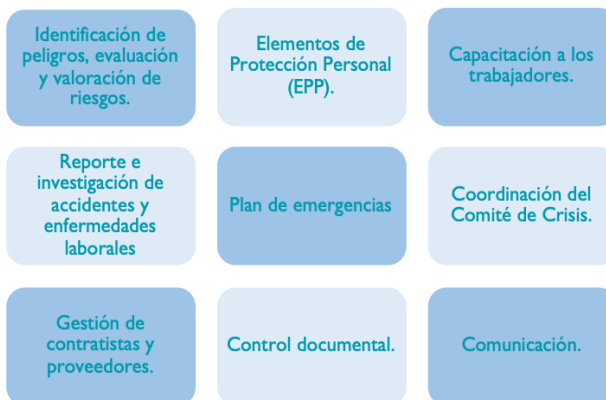 Identificación de
peligros, evaluación
y valoración de
riesgos.
Elementos de
Protección Personal
(EPP).
Capacitación a los
trabajadores.
Reporte e
investigación de
accidentes y
enfermedades
laborales
Plan de emergencias
Coordinación del
Comité de Crisis.
Gestión de
contratistas y
proveedores.
Control documental.
Comunicación.